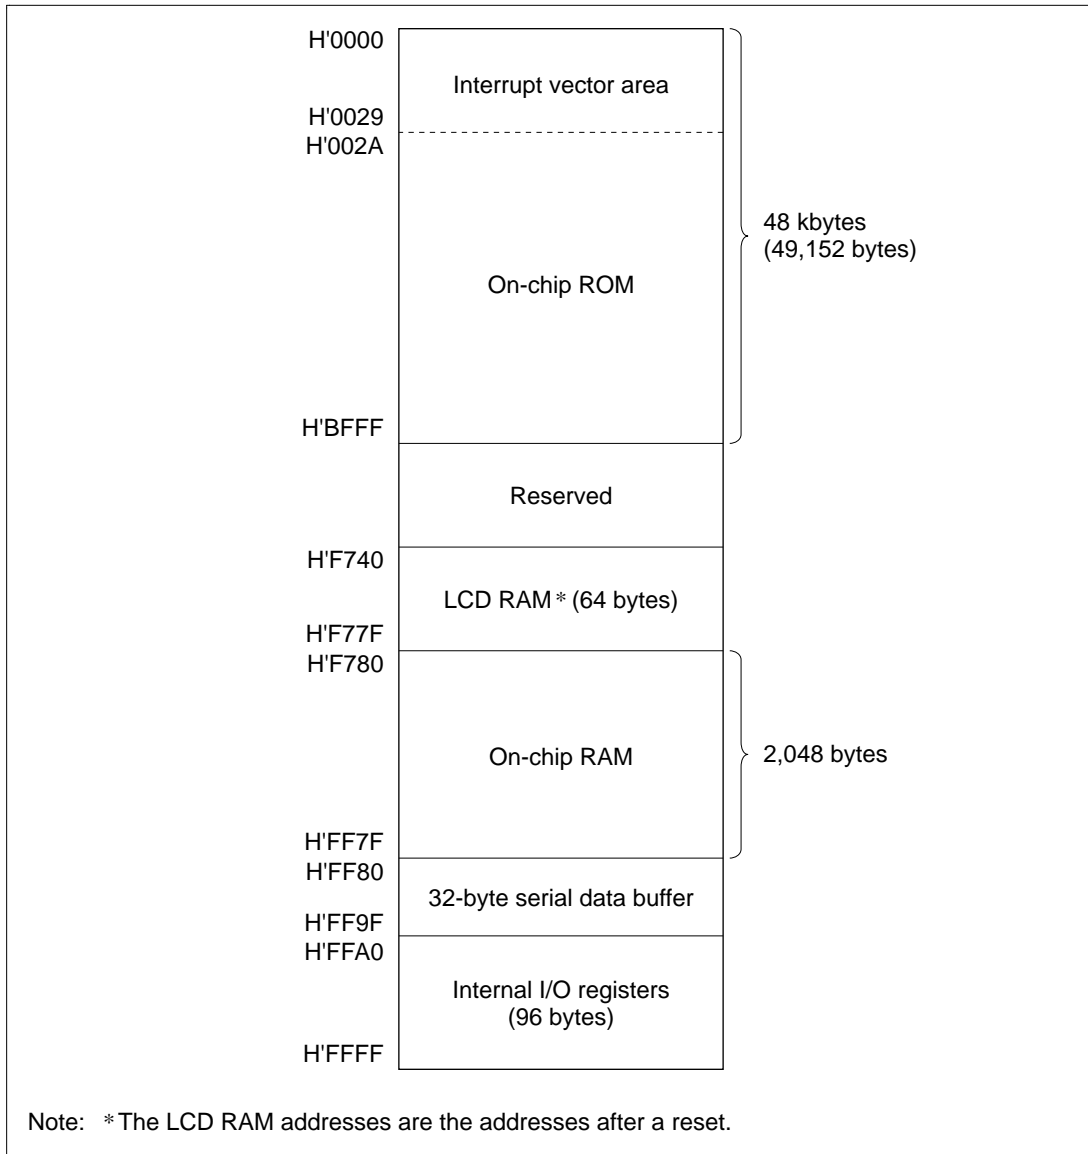 H'0000
Interrupt vector area
H'0029
H'002A
48 kbytes
(49,152 bytes)
On-chip ROM
H'BFFF
Reserved
H'F740
LCD RAM* (64 bytes)
H'F77F
H'F780
On-chip RAM
2,048 bytes
H'FF7F
H'FF80
32-byte serial data buffer
H'FF9F
H'FFA0
Internal I/O registers
(96 bytes)
H'FFFF
Note: * The LCD RAM addresses are the addresses after a reset.